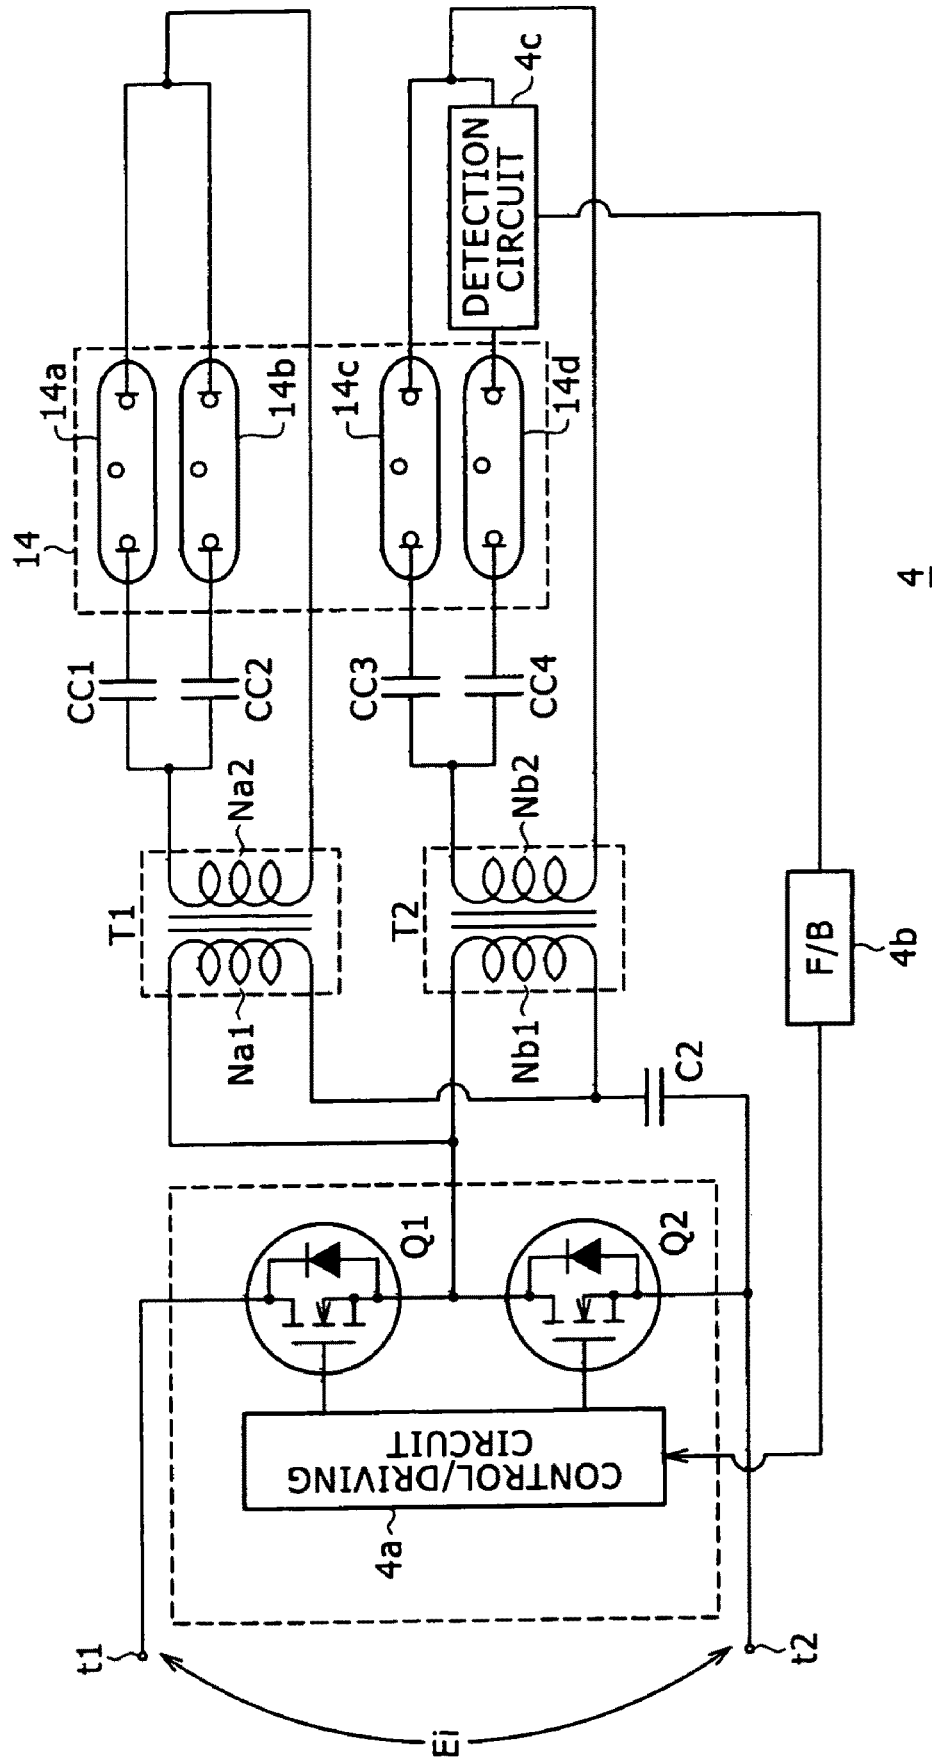 14
14a
14b
14c
14d
CC1
CC2
CC3
CC4
DETECTION
CIRCUIT
4c
T1
Na1
Na2
T2
Nb1
Nb2
C2
F/B
4b
Q1
Q2
CONTROL/DRIVING
CIRCUIT
4a
t1
t2
Ei
4